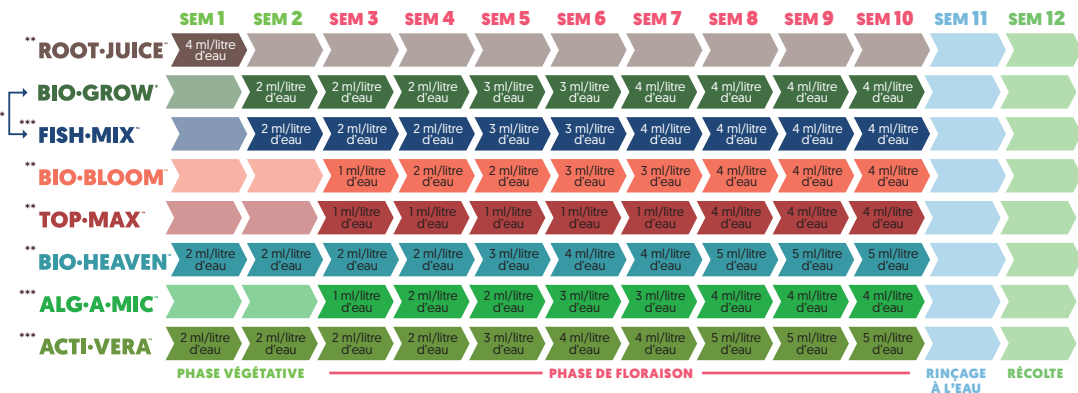 SEM 1 SEM 2 SEM 3 SEM 4 SEM 5 SEM 6 SEM 7 SEM 8 SEM 9 SEM 10 SEM 11 SEM 12
** ROOT•JUICE™ 4 ml/litre d'eau
* BIO•GROW® 2 ml/litre d'eau 2 ml/litre d'eau 2 ml/litre d'eau 3 ml/litre d'eau 3 ml/litre d'eau 4 ml/litre d'eau 4 ml/litre d'eau 4 ml/litre d'eau 4 ml/litre d'eau
*** FISH•MIX™ 2 ml/litre d'eau 2 ml/litre d'eau 2 ml/litre d'eau 3 ml/litre d'eau 3 ml/litre d'eau 4 ml/litre d'eau 4 ml/litre d'eau 4 ml/litre d'eau 4 ml/litre d'eau
** BIO•BLOOM™ 1 ml/litre d'eau 2 ml/litre d'eau 2 ml/litre d'eau 3 ml/litre d'eau 3 ml/litre d'eau 4 ml/litre d'eau 4 ml/litre d'eau 4 ml/litre d'eau
** TOP•MAX™ 1 ml/litre d'eau 1 ml/litre d'eau 1 ml/litre d'eau 1 ml/litre d'eau 1 ml/litre d'eau 4 ml/litre d'eau 4 ml/litre d'eau 4 ml/litre d'eau
** BIO•HEAVEN™ 2 ml/litre d'eau 2 ml/litre d'eau 2 ml/litre d'eau 2 ml/litre d'eau 3 ml/litre d'eau 4 ml/litre d'eau 4 ml/litre d'eau 5 ml/litre d'eau 5 ml/litre d'eau 5 ml/litre d'eau
*** ALG•A•MIC™ 1 ml/litre d'eau 2 ml/litre d'eau 2 ml/litre d'eau 3 ml/litre d'eau 3 ml/litre d'eau 4 ml/litre d'eau 4 ml/litre d'eau 4 ml/litre d'eau
*** ACTI•VERA™ 2 ml/litre d'eau 2 ml/litre d'eau 2 ml/litre d'eau 2 ml/litre d'eau 3 ml/litre d'eau 4 ml/litre d'eau 4 ml/litre d'eau 5 ml/litre d'eau 5 ml/litre d'eau 5 ml/litre d'eau
PHASE VÉGÉTATIVE PHASE DE FLORAISON RINÇAGE À L'EAU RÉCOLTE